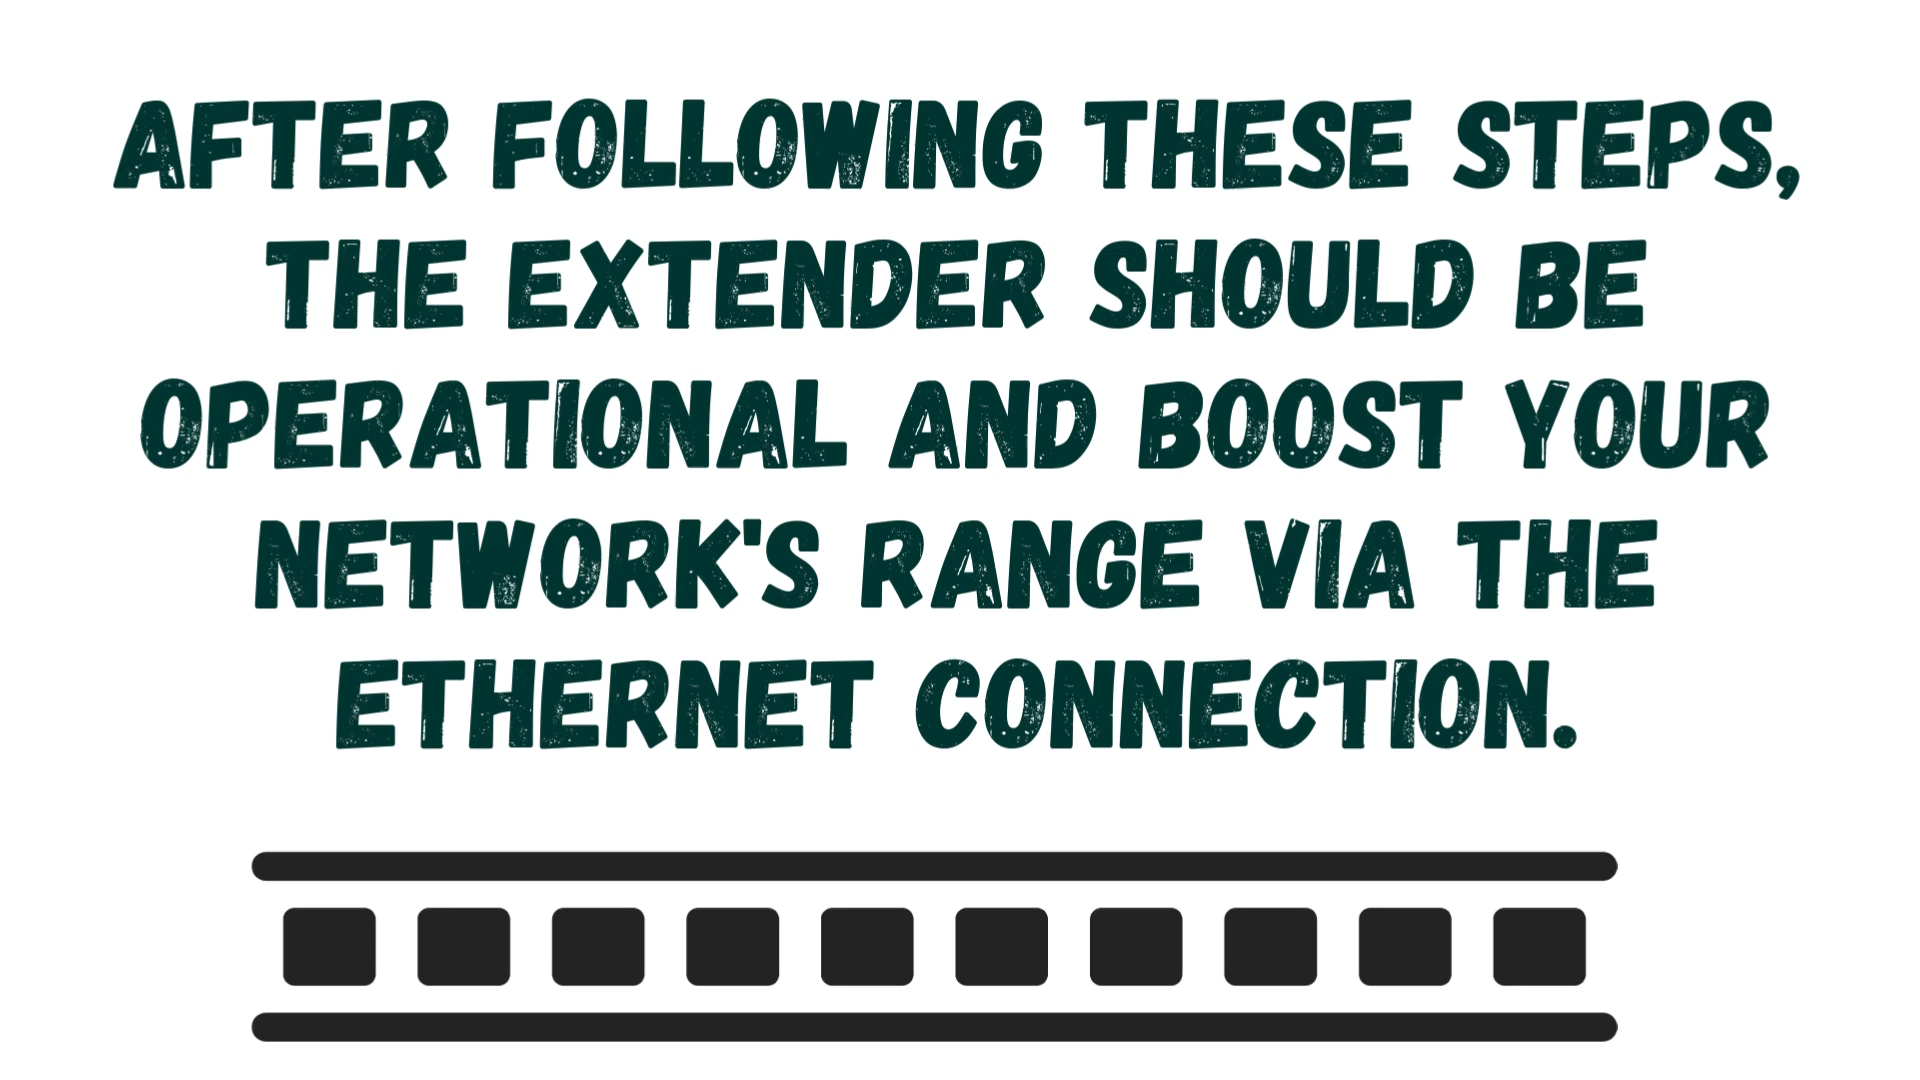 AFTER FOLLOWING THESE STEPS,
THE EXTENDER SHOULD BE
OPERATIONAL AND BOOST YOUR
NETWORK'S RANGE VIA THE
ETHERNET CONNECTION.